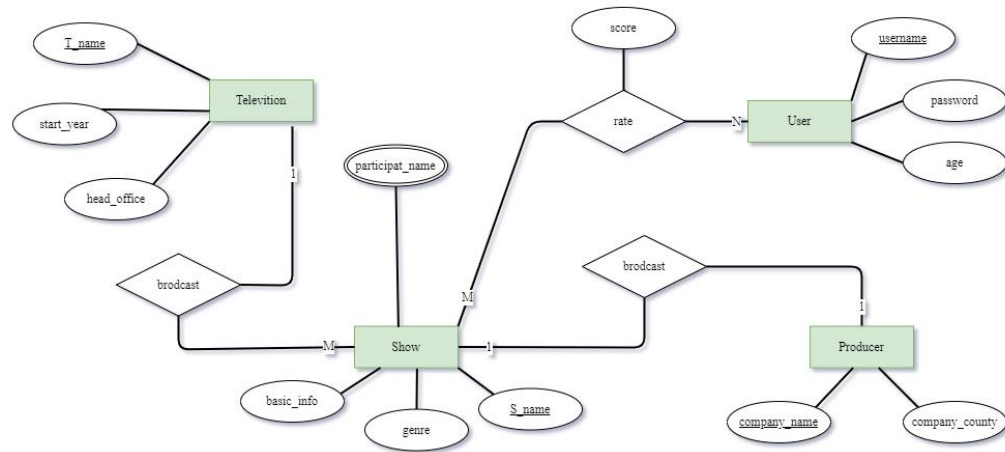 T_name
score
username
Televition
password
start_year
rate
N
User
participat_name
1
age
head_office
brodcast
brodcast
M
1
M
Show
1
Producer
basic_info
S_name
company_name
company_county
genre